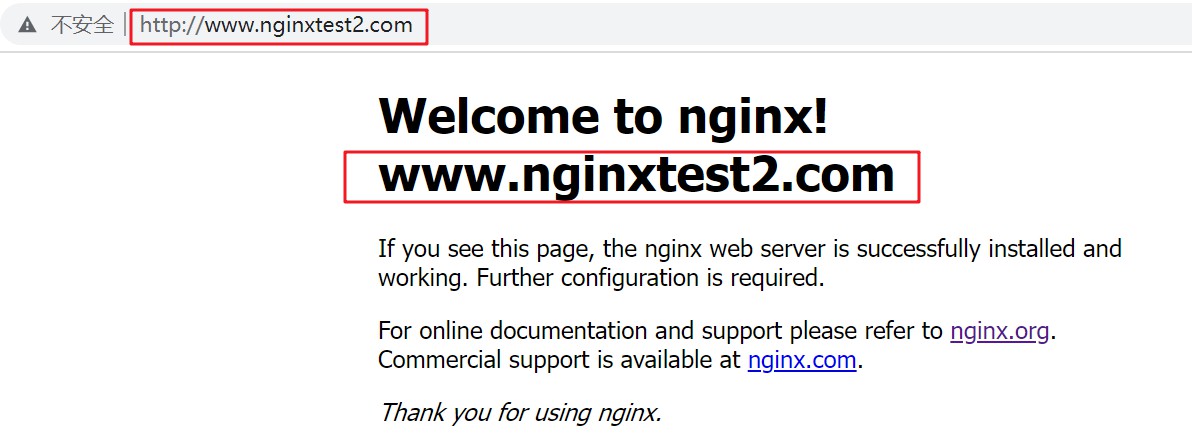 不安全 http://www.nginxtest2.com
Welcome to nginx!
www.nginxtest2.com
If you see this page, the nginx web server is successfully installed and
working. Further configuration is required.
For online documentation and support please refer to nginx.org.
Commercial support is available at nginx.com.
Thank you for using nginx.